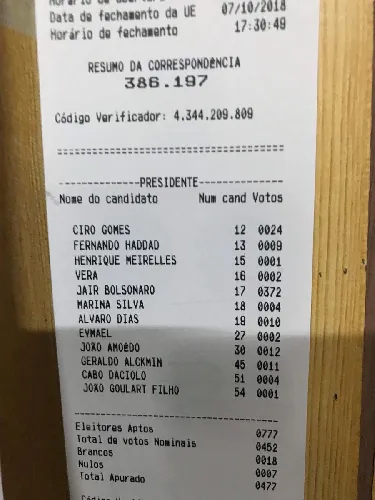 Data de fechamento da UE 07/10/2018
Horário de fechamento 17:30:49
RESUMO DA CORRESPONDÊNCIA
386.197
Código Verificador: 4.344.209.809
====================================
-------------PRESIDENTE-------------
Nome do candidato Num cand Votos
CIRO GOMES 12 0024
FERNANDO HADDAD 13 0009
HENRIQUE MEIRELLES 15 0001
VERA 16 0002
JAIR BOLSONARO 17 0372
MARINA SILVA 18 0004
ALVARO DIAS 19 0010
EYMAEL 27 0002
JOÃO AMOÊDO 30 0012
GERALDO ALCKMIN 45 0011
CABO DACIOLO 51 0004
JOÃO GOULART FILHO 54 0001
------------------------------------
Eleitores Aptos 0777
Total de votos Nominais 0452
Brancos 0018
Nulos 0007
Total Apurado 0477